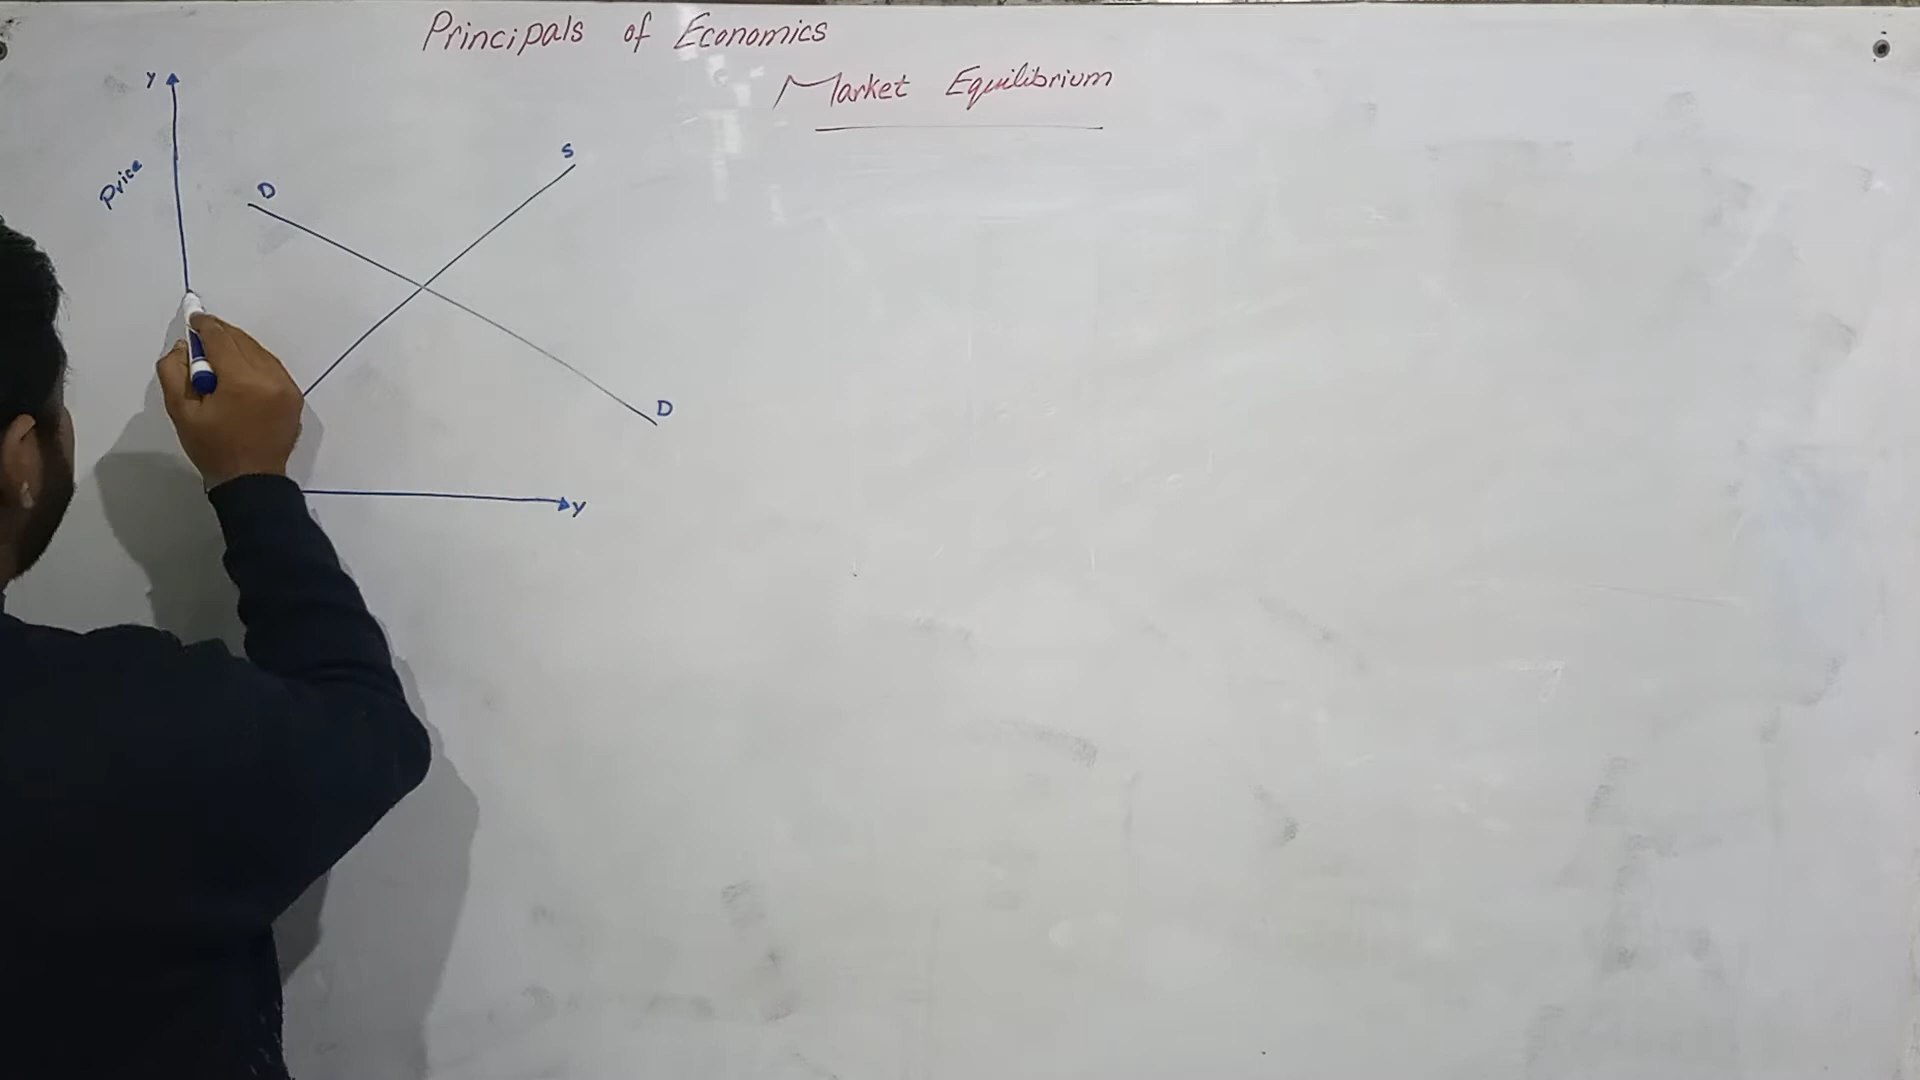 Principals of Economics
Market Equilibrium
Y
Price
D
S
D
Y